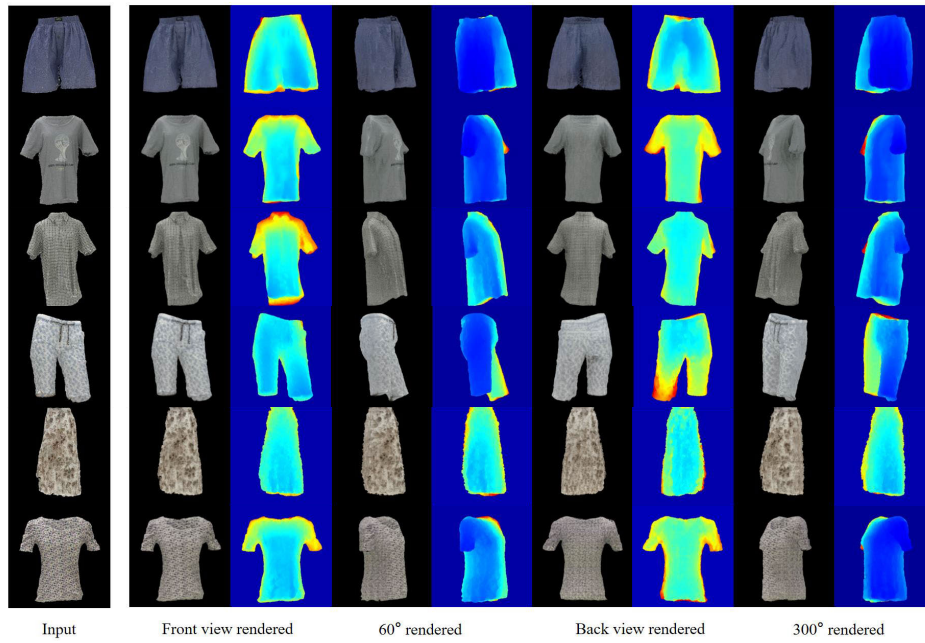 Input
Front view rendered
60° rendered
Back view rendered
300° rendered